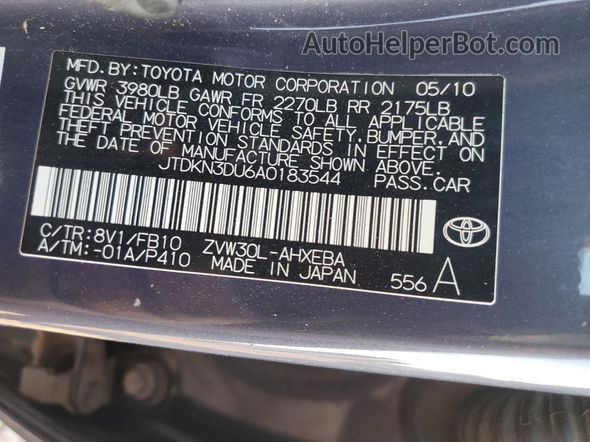 AutoHelperBot.com
MFD.BY:TOYOTA MOTOR CORPORATION 05/10
GVWR 3980LB GAWR FR 2270LB RR 2175LB
THIS VEHICLE CONFORMS TO ALL APPLICABLE
FEDERAL MOTOR VEHICLE SAFETY, BUMPER, AND
THEFT PREVENTION STANDARDS IN EFFECT ON
THE DATE OF MANUFACTURE SHOWN ABOVE.
JTDKN3DU6A0183544 PASS.CAR
C/TR:8V1/FB10 ZVW30L-AHXEBA
A/TM:-01A/P410 MADE IN JAPAN 556 A